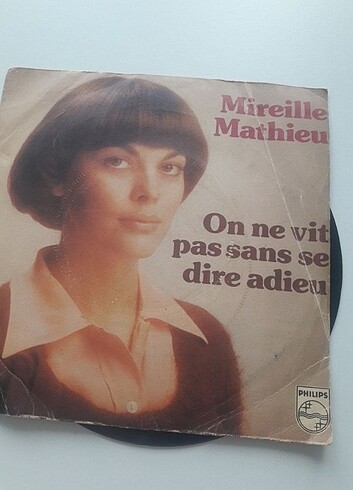 Mireille
Mathieu
On ne vit
pas sans se
dire adieu
PHILIPS